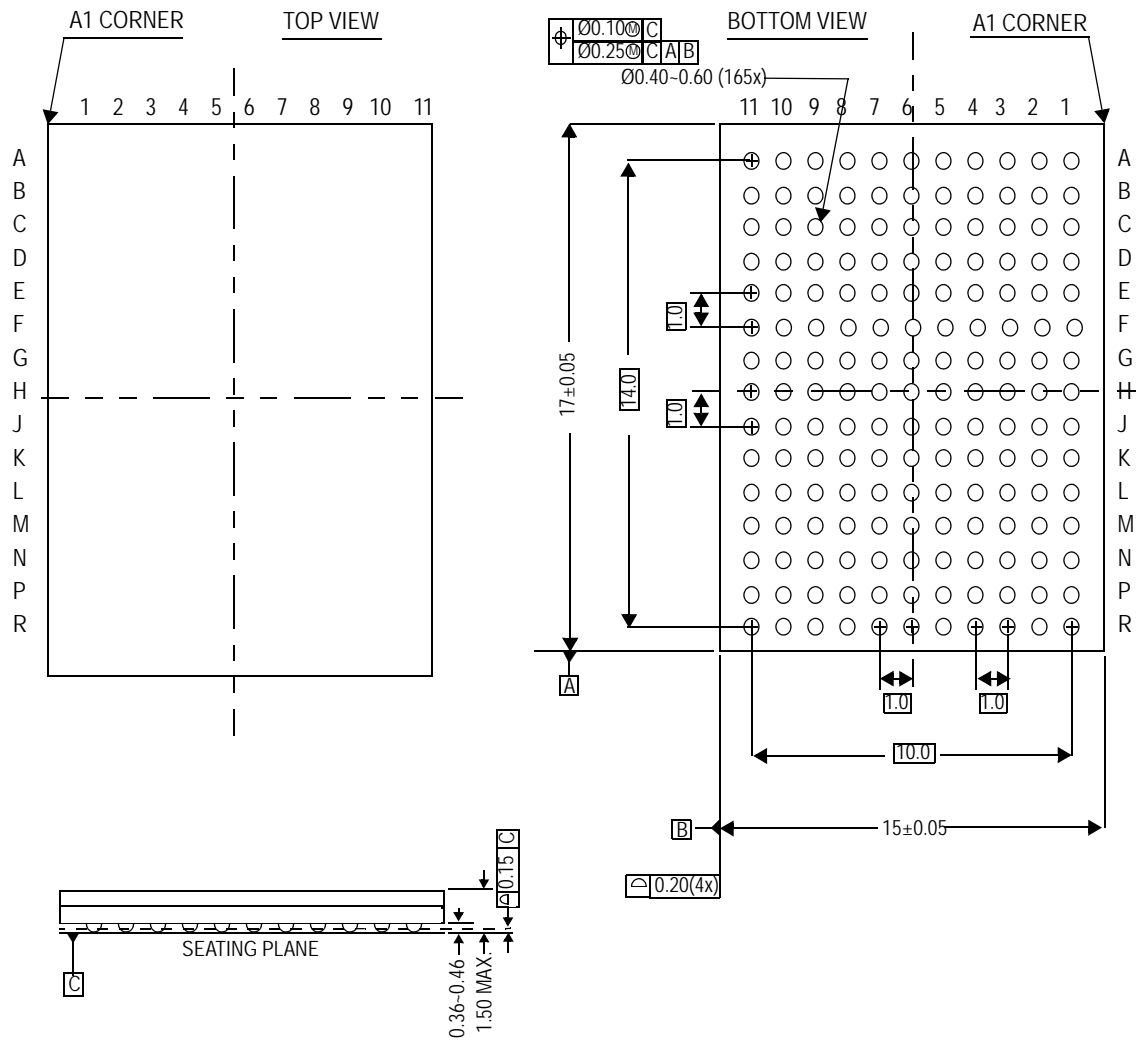 A1 CORNER
TOP VIEW
1 2 3 4 5 6 7 8 9 10 11
A
B
C
D
E
F
G
H
J
K
L
M
N
P
R
Ø0.10Ⓜ C
Ø0.25Ⓜ C A B
BOTTOM VIEW
A1 CORNER
Ø0.40~0.60 (165x)
11 10 9 8 7 6 5 4 3 2 1
A
B
C
D
E
F
G
H
J
K
L
M
N
P
R
17±0.05
14.0
1.0
1.0
A
1.0
1.0
10.0
B
15±0.05
0.20(4x)
0.15 C
SEATING PLANE
C
0.36~0.46
1.50 MAX.